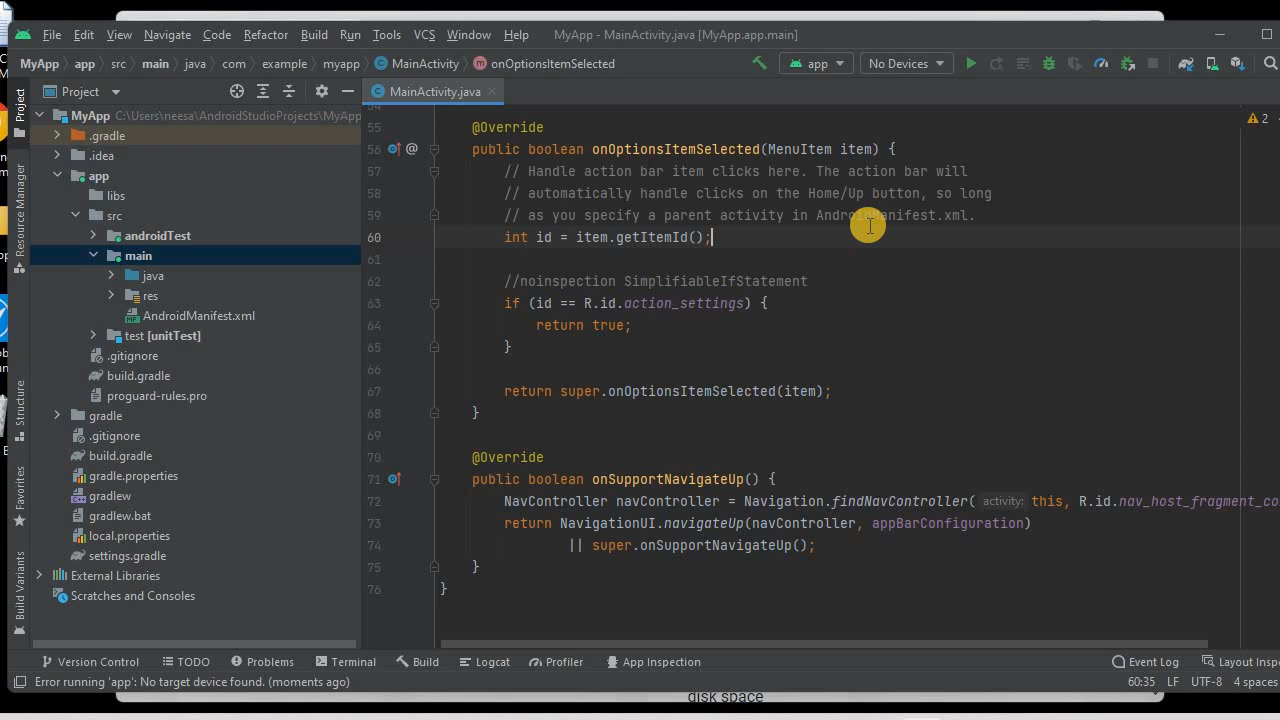 File Edit View Navigate Code Refactor Build Run Tools VCS Window Help MyApp - MainActivity.java [MyApp.app.main]
MyApp app src main java com example myapp MainActivity onOptionsItemSelected app No Devices
Project MainActivity.java
Project
Resource Manager
Structure
Favorites
Build Variants
MyApp C:\Users\neesa\AndroidStudioProjects\MyApp
.gradle
.idea
app
libs
src
androidTest
main
java
res
AndroidManifest.xml
test [unitTest]
.gitignore
build.gradle
proguard-rules.pro
gradle
.gitignore
build.gradle
gradle.properties
gradlew
gradlew.bat
local.properties
settings.gradle
External Libraries
Scratches and Consoles
2
54
55 @Override
56 @ public boolean onOptionsItemSelected(MenuItem item) {
57 // Handle action bar item clicks here. The action bar will
58 // automatically handle clicks on the Home/Up button, so long
59 // as you specify a parent activity in AndroidManifest.xml.
60 int id = item.getItemId();
61
62 //noinspection SimplifiableIfStatement
63 if (id == R.id.action_settings) {
64 return true;
65 }
66
67 return super.onOptionsItemSelected(item);
68 }
69
70 @Override
71 public boolean onSupportNavigateUp() {
72 NavController navController = Navigation.findNavController( activity: this, R.id.nav_host_fragment_co
73 return NavigationUI.navigateUp(navController, appBarConfiguration)
74 || super.onSupportNavigateUp();
75 }
76 }
Version Control TODO Problems Terminal Build Logcat Profiler App Inspection Event Log Layout Inspe
Error running 'app': No target device found. (moments ago) 60:35 LF UTF-8 4 spaces
disk space